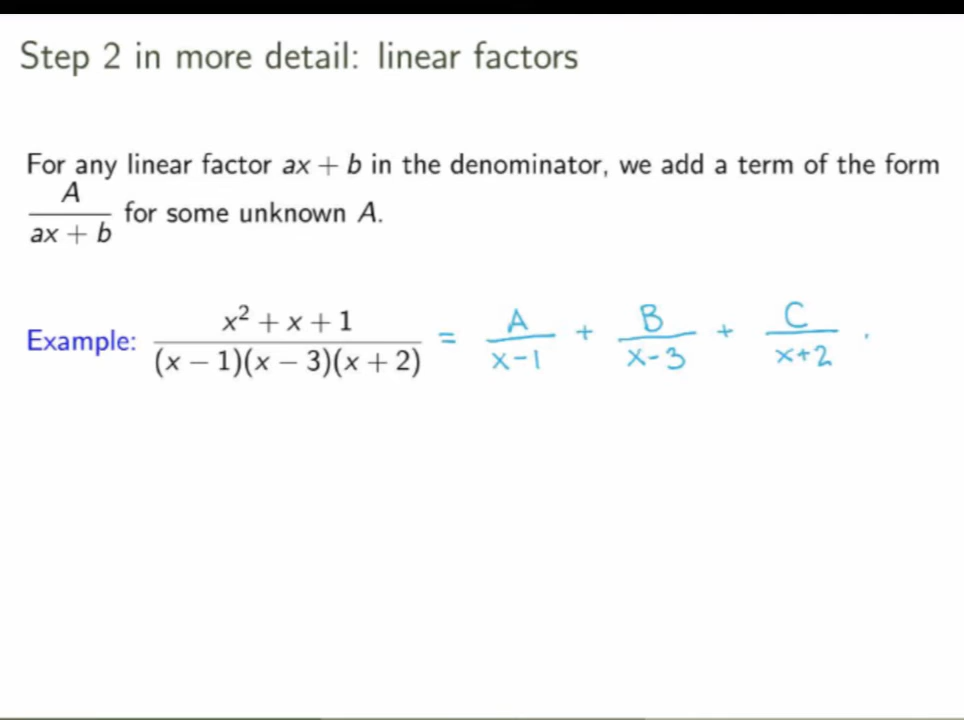 Step 2 in more detail: linear factors
For any linear factor ax + b in the denominator, we add a term of the form
A/(ax + b) for some unknown A.
Example: (x² + x + 1)/((x − 1)(x − 3)(x + 2)) = A/(x-1) + B/(x-3) + C/(x+2) .